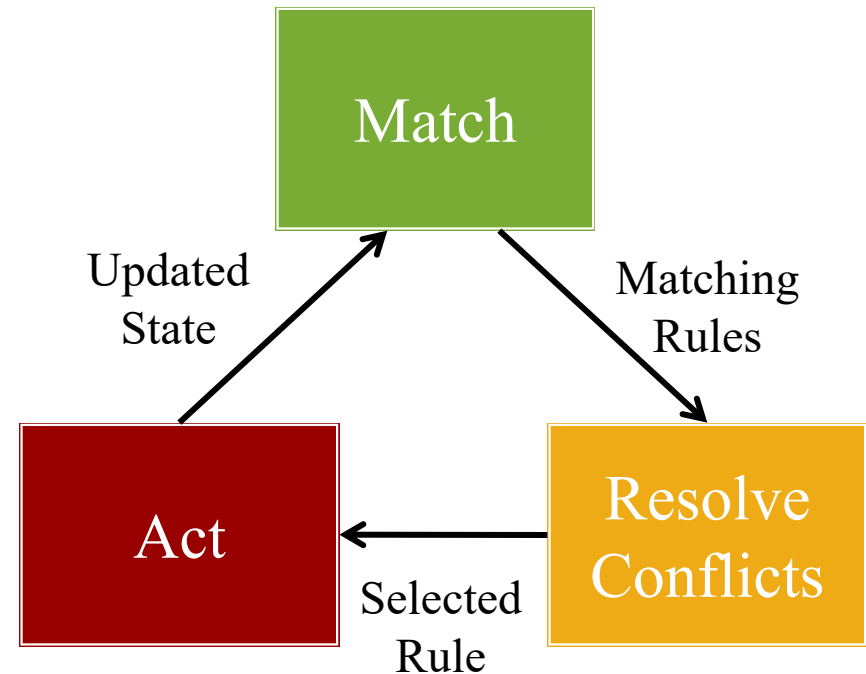 Match
Updated
State
Matching
Rules
Act
Resolve
Conflicts
Selected
Rule